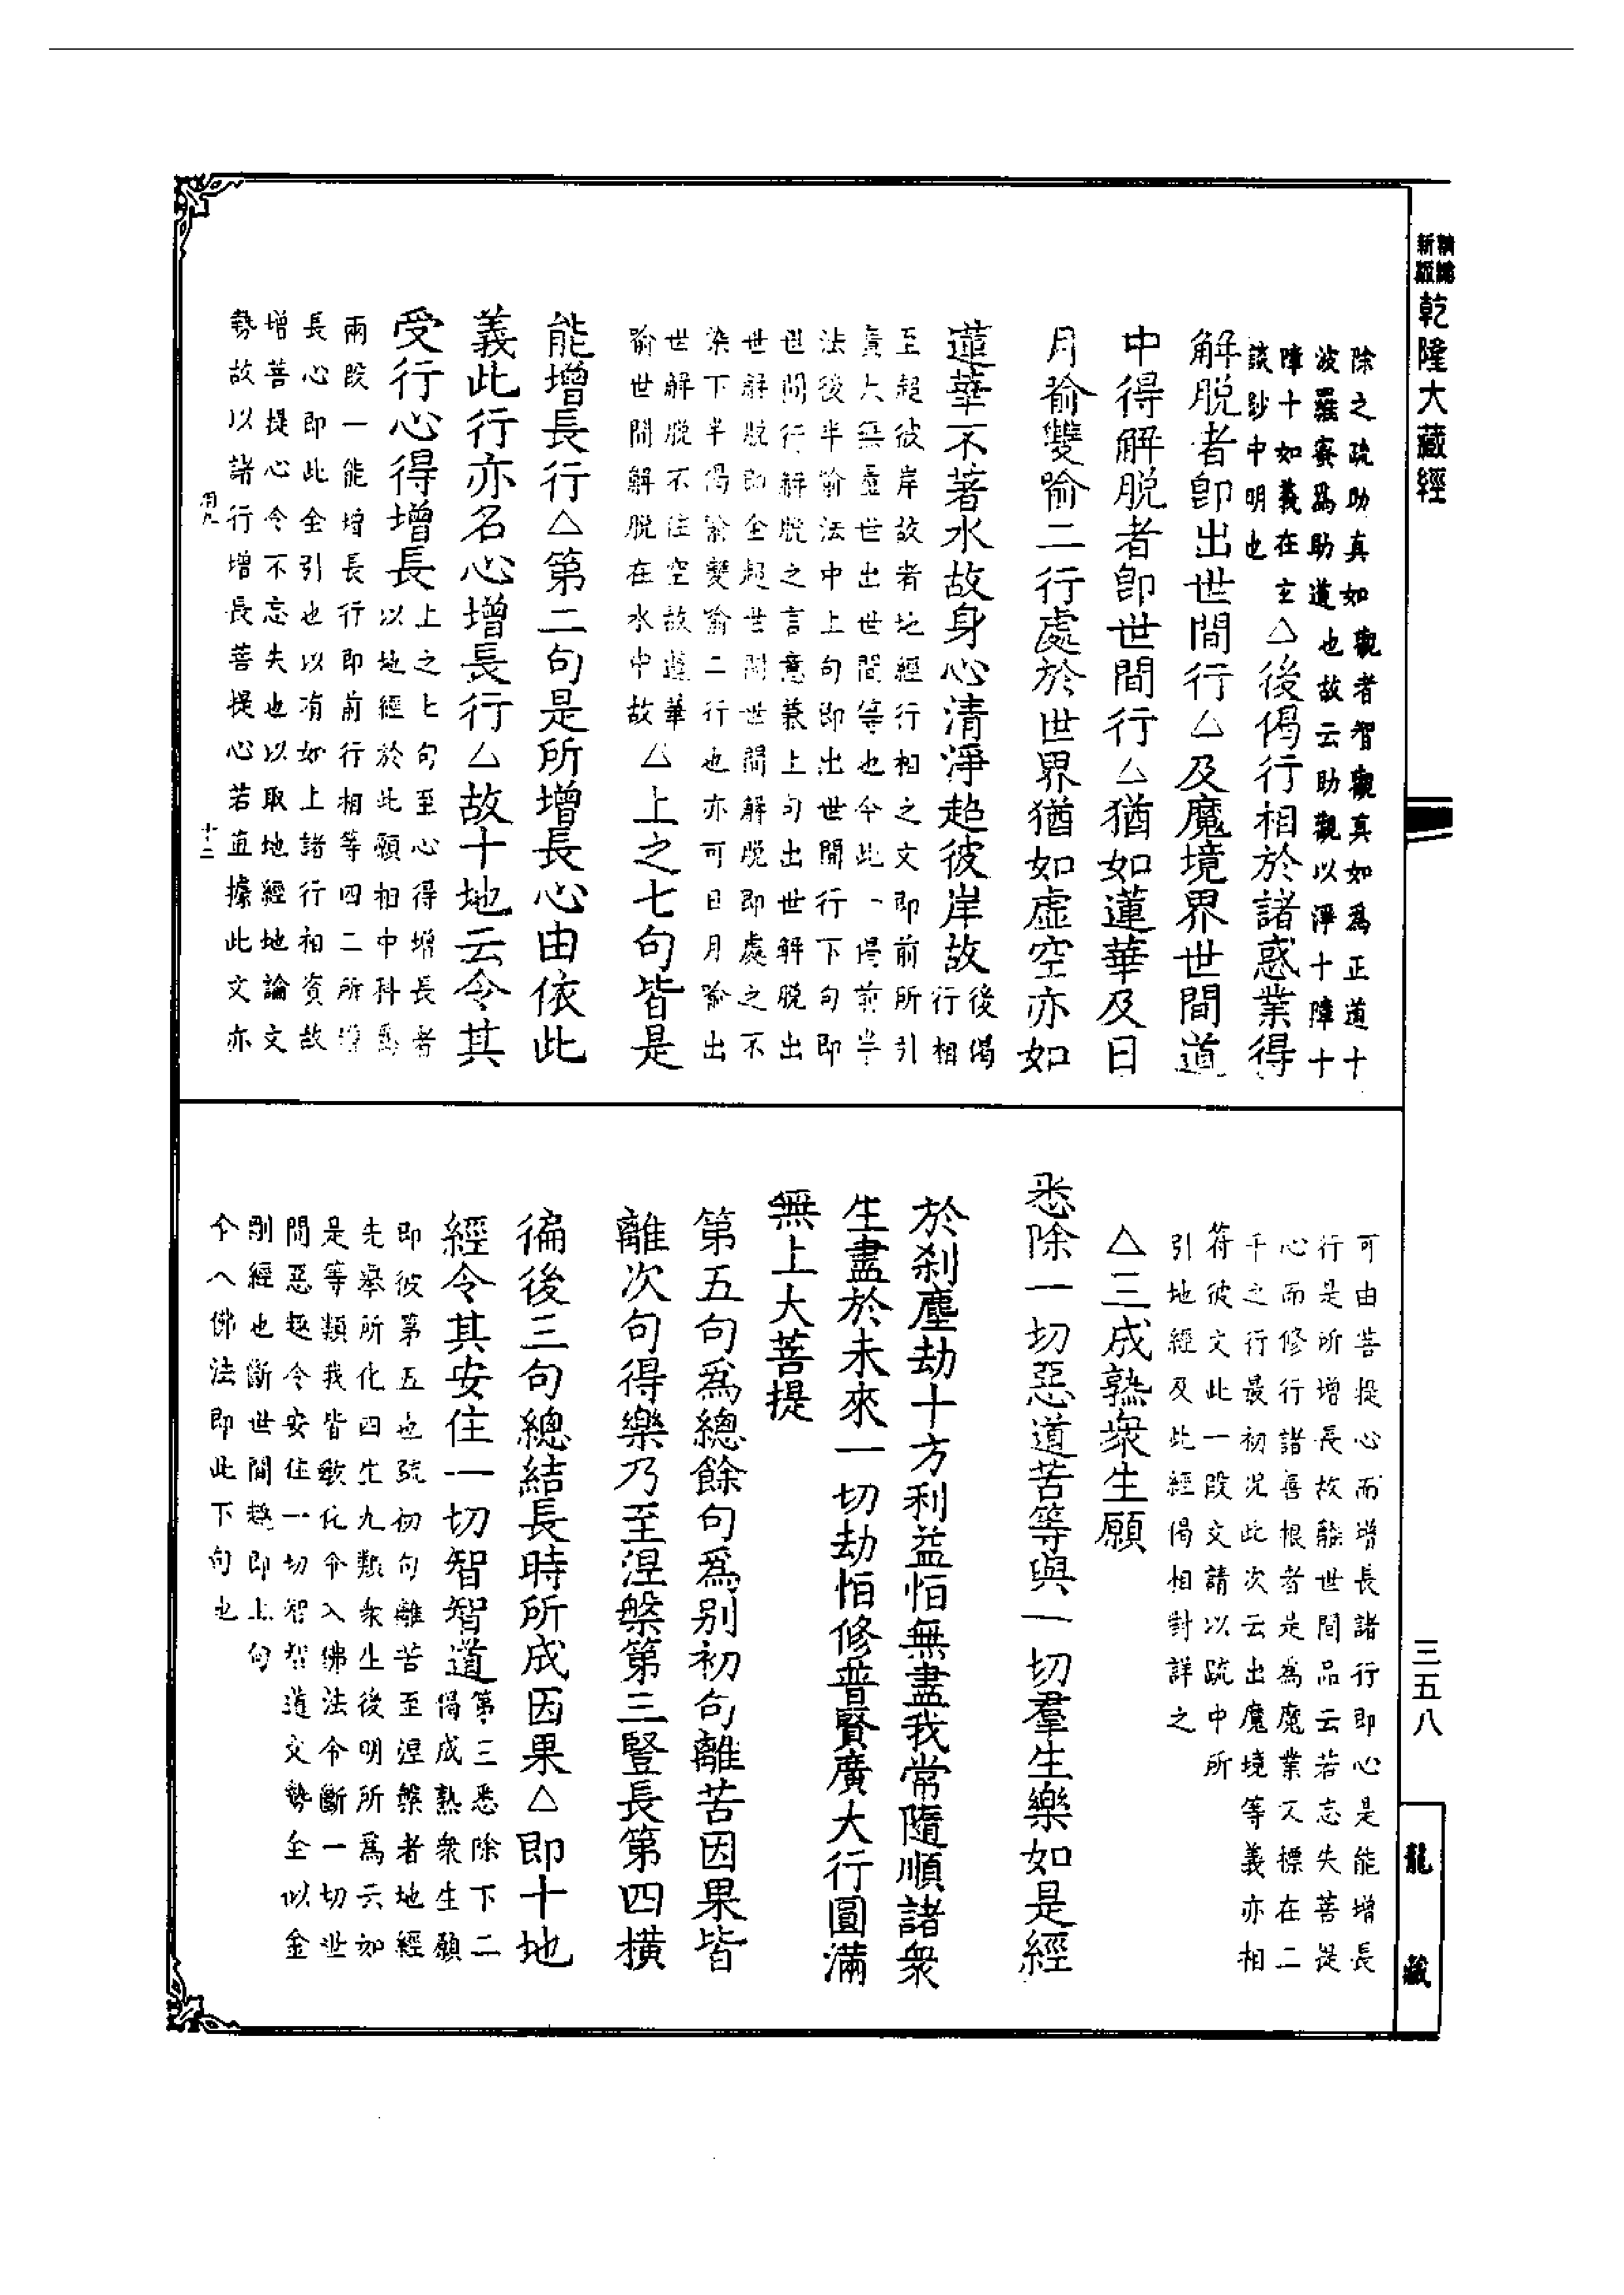 精編新版
乾隆大藏經
除之疏助真如觀者智觀真如為正道十
波羅蜜為助道也故云助觀以淨十障十
障十如義在玄
談鈔中明也
△後偈行相於諸惑業得
解脫者卽出世間行△及魔境界世間道
中得解脫者卽世間行△猶如蓮華及日
月喻雙喻二行處於世界猶如虛空亦如
蓮華不著水故身心清淨超彼岸故
後偈
行相
至超彼岸故者地經行相之文即前所引
廣大無量世出世間等也今此一偈前半
法後半喻法中上句即出世間行下句即
世間行解脫之言意兼上句出世解脫出
世解脫即全超世間世間解脫即處之不
染下半偈喻雙喻二行也亦可日月喻出
世解脫不住空故蓮華
喻世間解脫在水中故
△上之七句皆是
能增長行△第二句是所增長心由依此
義此行亦名心增長行△故十地云令其
受行心得增長
上之七句至心得增長者
以地經於此願相中科為
兩段一能增長行即前行相等四二所增
長心即此全引也以有如上諸行相資故
增菩提心令不忘失也以取地經地論文
勢故以諸行增長菩提心若直據此文亦
十二
可由菩提心而增長諸行即心是能增長
行是所增長故離世間品云若忘失菩提
心而修行諸善根者是為魔業又標在二
千之行最初況此次云出魔境等義亦相
符彼文此一段文請以疏中所
引地經及此經偈相對詳之
△三成熟衆生願
悉除一切惡道苦等與一切羣生樂如是經
於刹塵劫十方利益恒無盡我常隨順諸衆
生盡於未來一切劫恒修普賢廣大行圓滿
無上大菩提
第五句爲總餘句爲别初句離苦因果皆
離次句得樂乃至涅槃第三豎長第四橫
徧後三句總結長時所成因果△即十地
經令其安住一切智智道
第三悉除下二
偈成熟衆生願
即彼第五也疏初句離苦至涅槃者地經
先舉所化四生九類衆生後明所為云如
是等類我皆敎化令入佛法令斷一切世
間惡趣令安住一切智智道文勢全似金
剛經也斷世間趣即上句
令入佛法即此下句也
三五八
龍藏